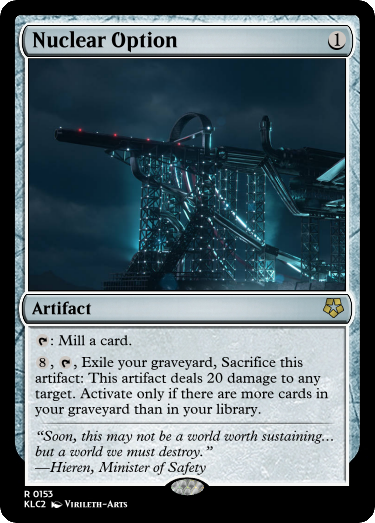 Nuclear Option 1
Artifact
: Mill a card.
8, , Exile your graveyard, Sacrifice this
artifact: This artifact deals 20 damage to any
target. Activate only if there are more cards in
your graveyard than in your library.
“Soon, this may not be a world worth sustaining...
but a world we must destroy.”
—Hieren, Minister of Safety
R 0153
KLC2 Virileth-Arts